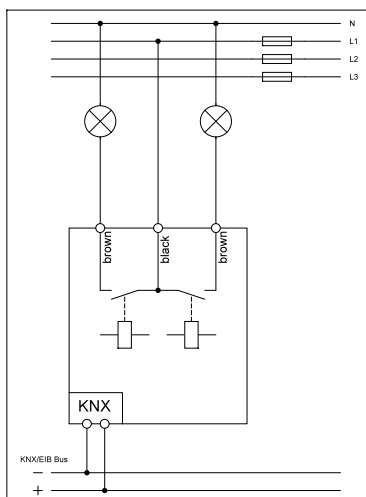 N
L1
L2
L3
brown
black
brown
KNX
KNX/EIB Bus
−
+